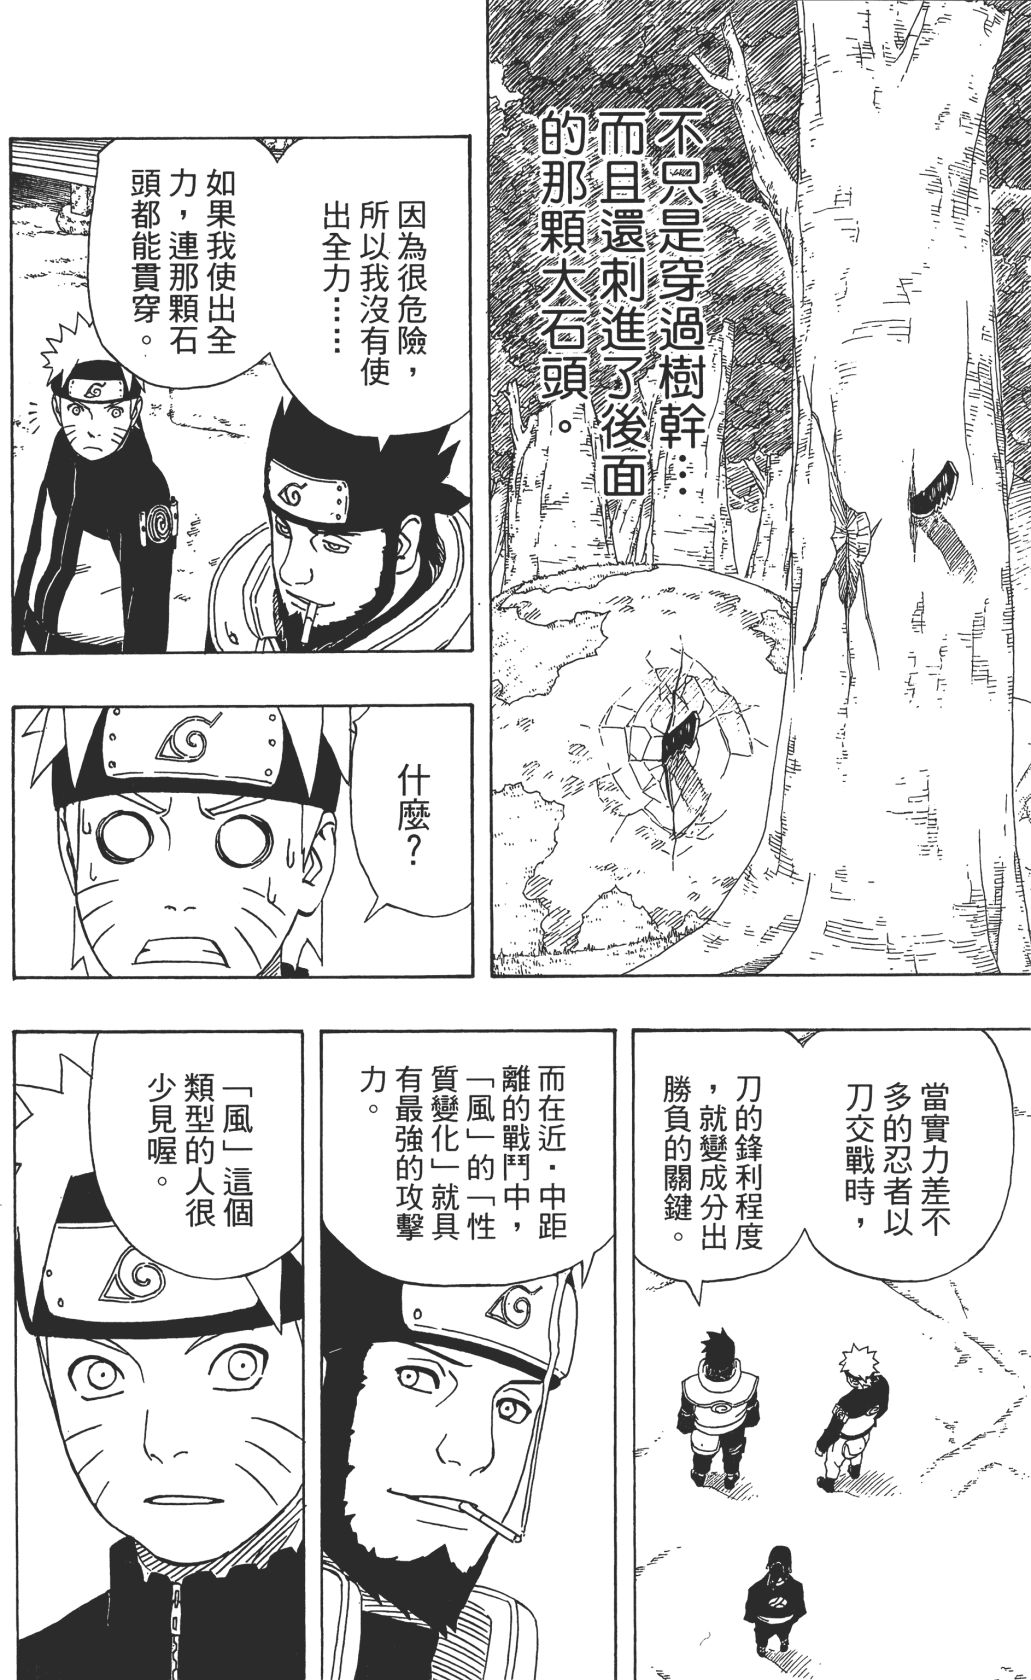 不只是穿過樹幹…
而且還刺進了後面
的那顆大石頭。
因為很危險，
所以我沒有使
出全力……
如果我使出全
力，連那顆石
頭都能貫穿。
什麼？
當實力差不
多的忍者以
刀交戰時，
刀的鋒利程度
，就變成分出
勝負的關鍵。
而在近·中距
離的戰鬥中，
「風」的「性
質變化」就具
有最強的攻擊
力。
「風」這個
類型的人很
少見喔。